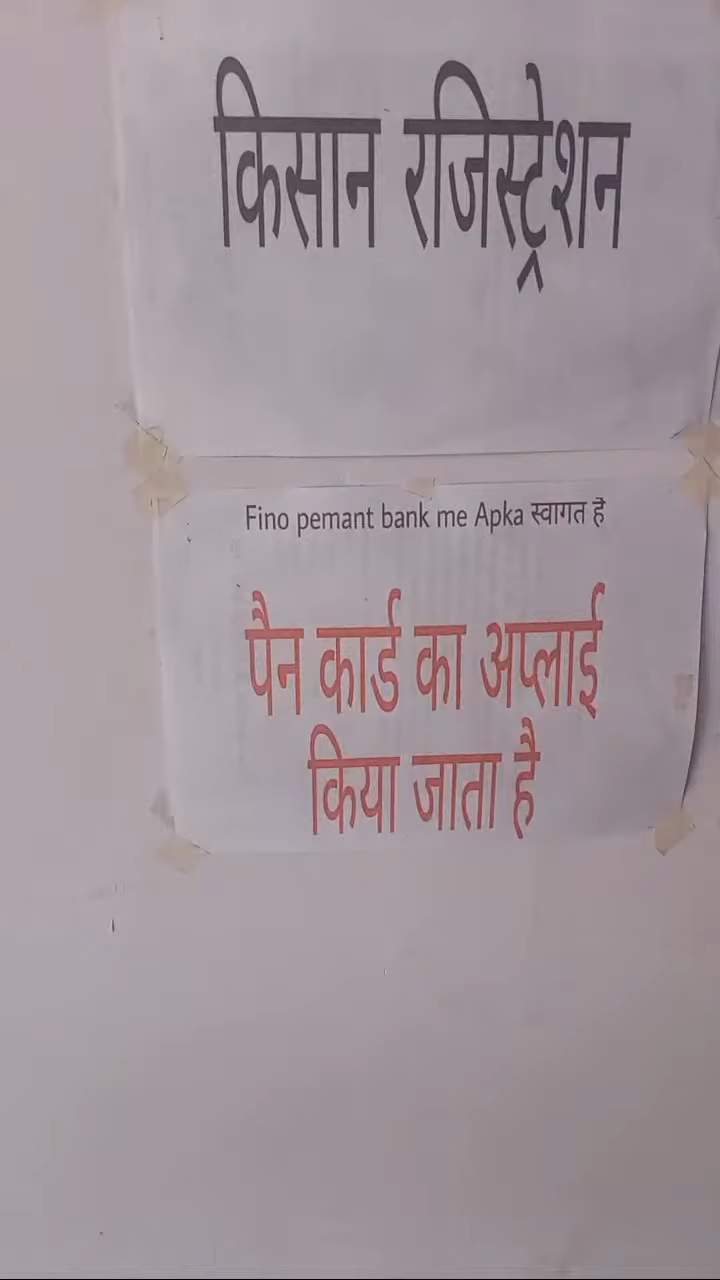 किसान रजिस्ट्रेशन
Fino pemant bank me Apka स्वागत है
पैन कार्ड का अप्लाई
किया जाता है